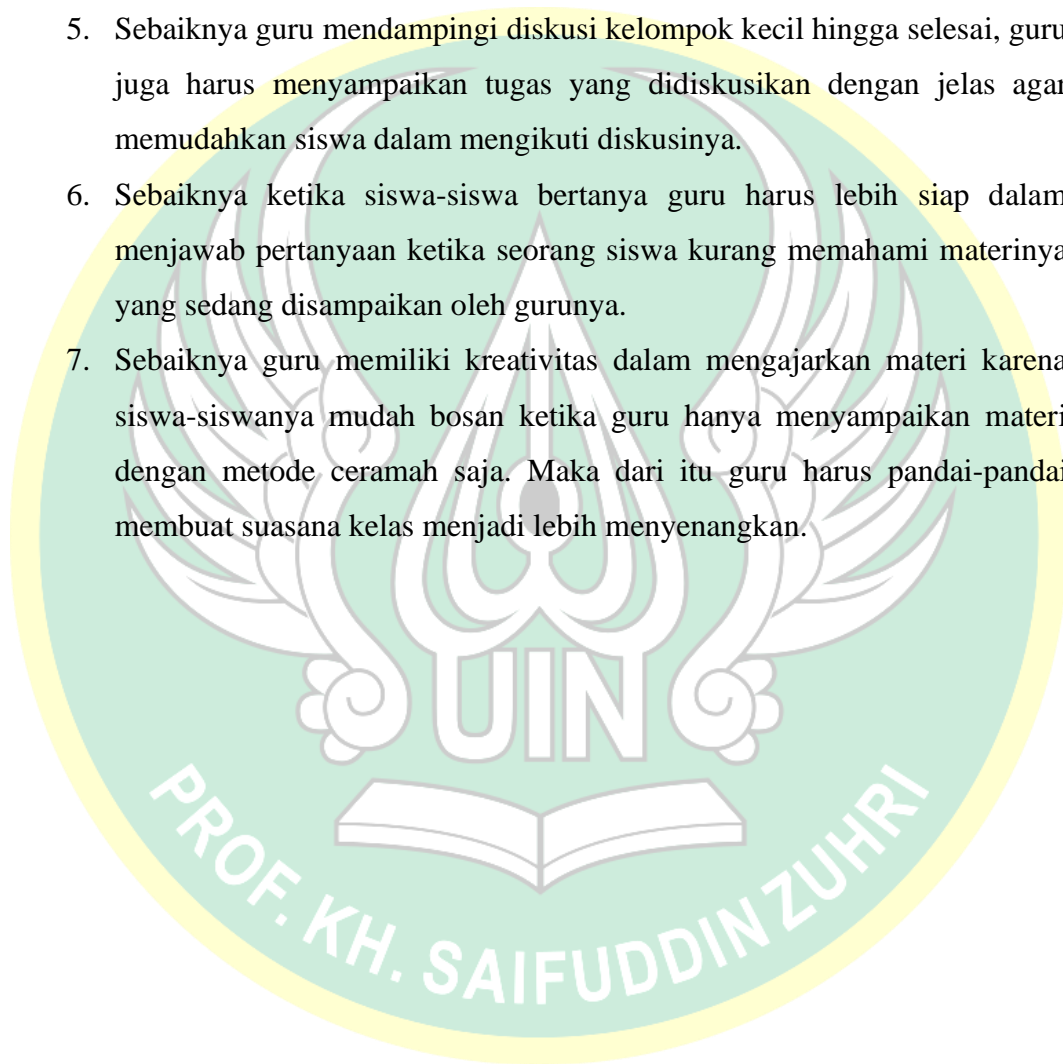 5. Sebaiknya guru mendampingi diskusi kelompok kecil hingga selesai, guru
juga harus menyampaikan tugas yang didiskusikan dengan jelas agar
memudahkan siswa dalam mengikuti diskusinya.
6. Sebaiknya ketika siswa-siswa bertanya guru harus lebih siap dalam
menjawab pertanyaan ketika seorang siswa kurang memahami materinya
yang sedang disampaikan oleh gurunya.
7. Sebaiknya guru memiliki kreativitas dalam mengajarkan materi karena
siswa-siswanya mudah bosan ketika guru hanya menyampaikan materi
dengan metode ceramah saja. Maka dari itu guru harus pandai-pandai
membuat suasana kelas menjadi lebih menyenangkan.
UIN
PROF. KH. SAIFUDDIN ZUHRI